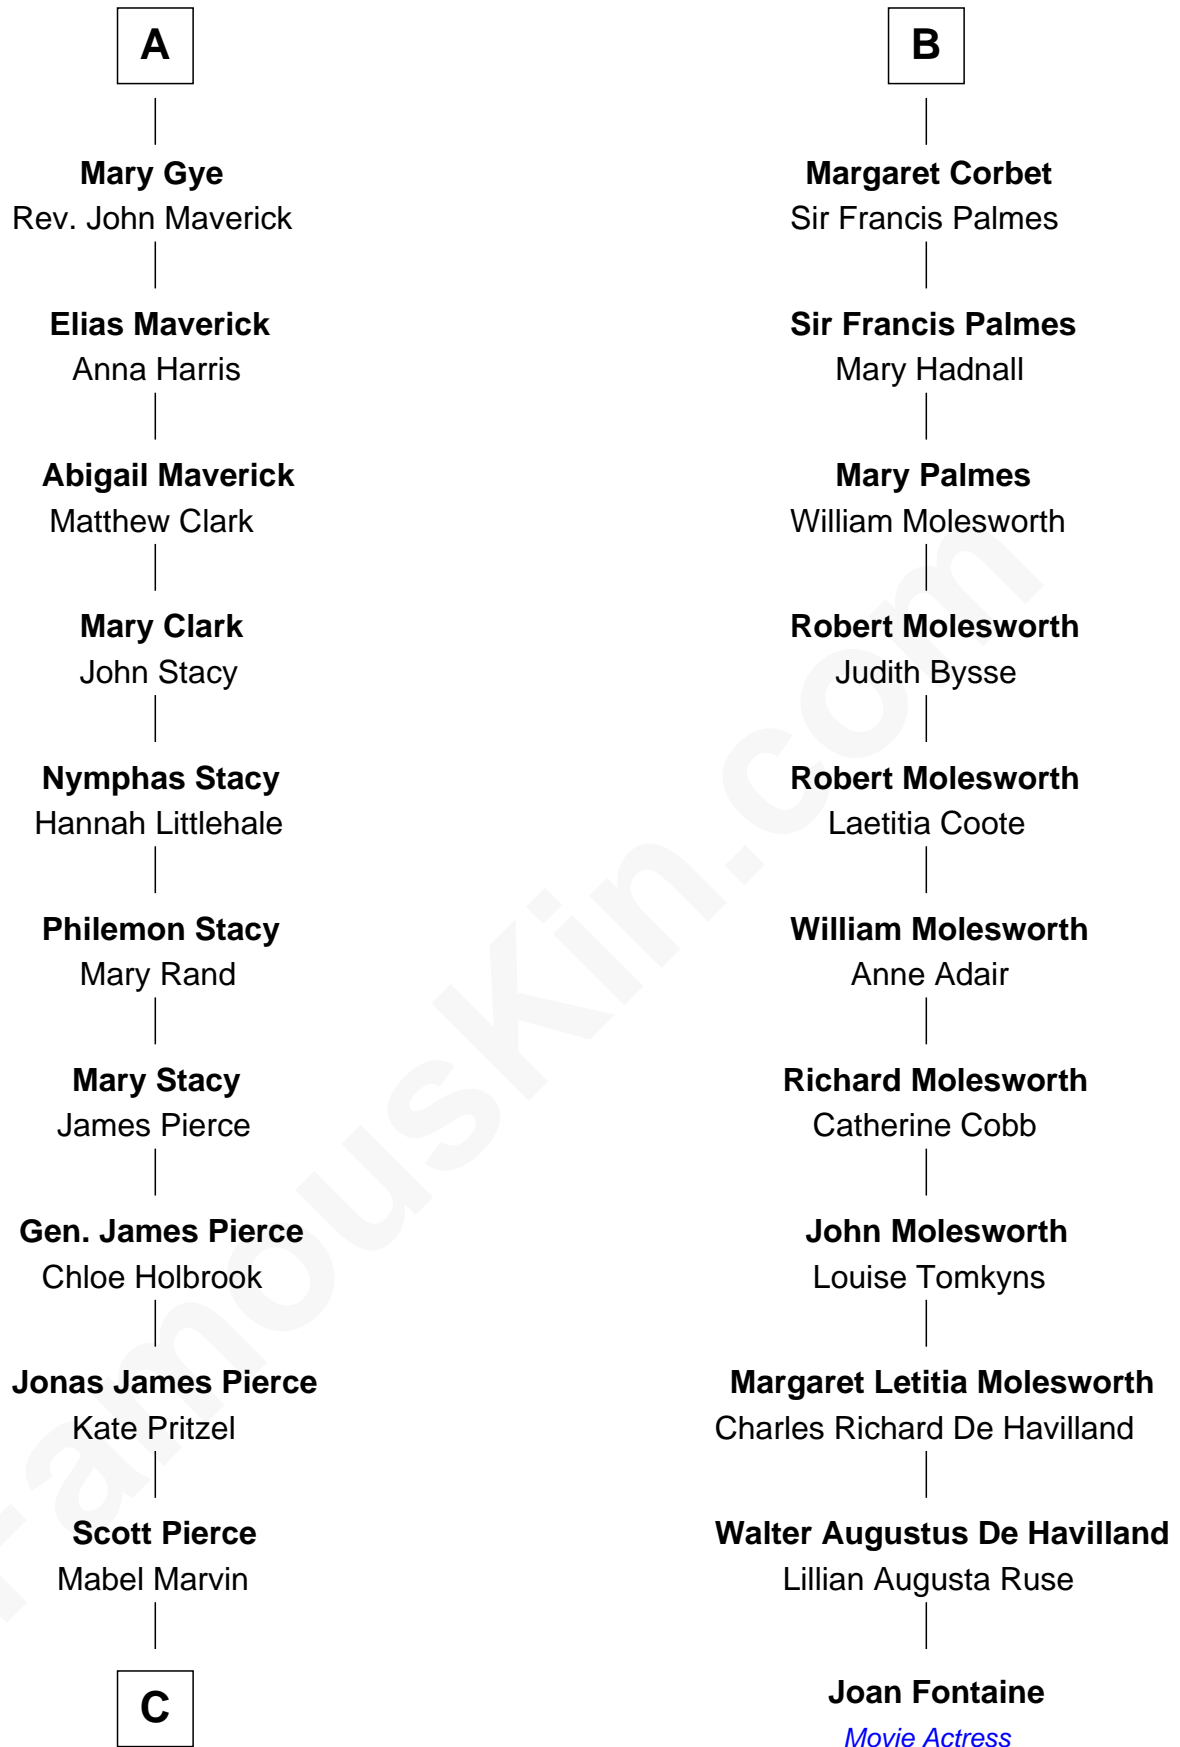 A
Mary Gye
Rev. John Maverick
Elias Maverick
Anna Harris
Abigail Maverick
Matthew Clark
Mary Clark
John Stacy
Nymphas Stacy
Hannah Littlehale
Philemon Stacy
Mary Rand
Mary Stacy
James Pierce
Gen. James Pierce
Chloe Holbrook
Jonas James Pierce
Kate Pritzel
Scott Pierce
Mabel Marvin
C
B
Margaret Corbet
Sir Francis Palmes
Sir Francis Palmes
Mary Hadnall
Mary Palmes
William Molesworth
Robert Molesworth
Judith Bysse
Robert Molesworth
Laetitia Coote
William Molesworth
Anne Adair
Richard Molesworth
Catherine Cobb
John Molesworth
Louise Tomkyns
Margaret Letitia Molesworth
Charles Richard De Havilland
Walter Augustus De Havilland
Lillian Augusta Ruse
Joan Fontaine
Movie Actress
FamousKin.com